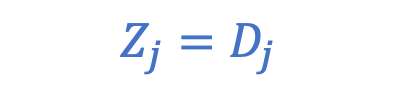 Z_j = D_j